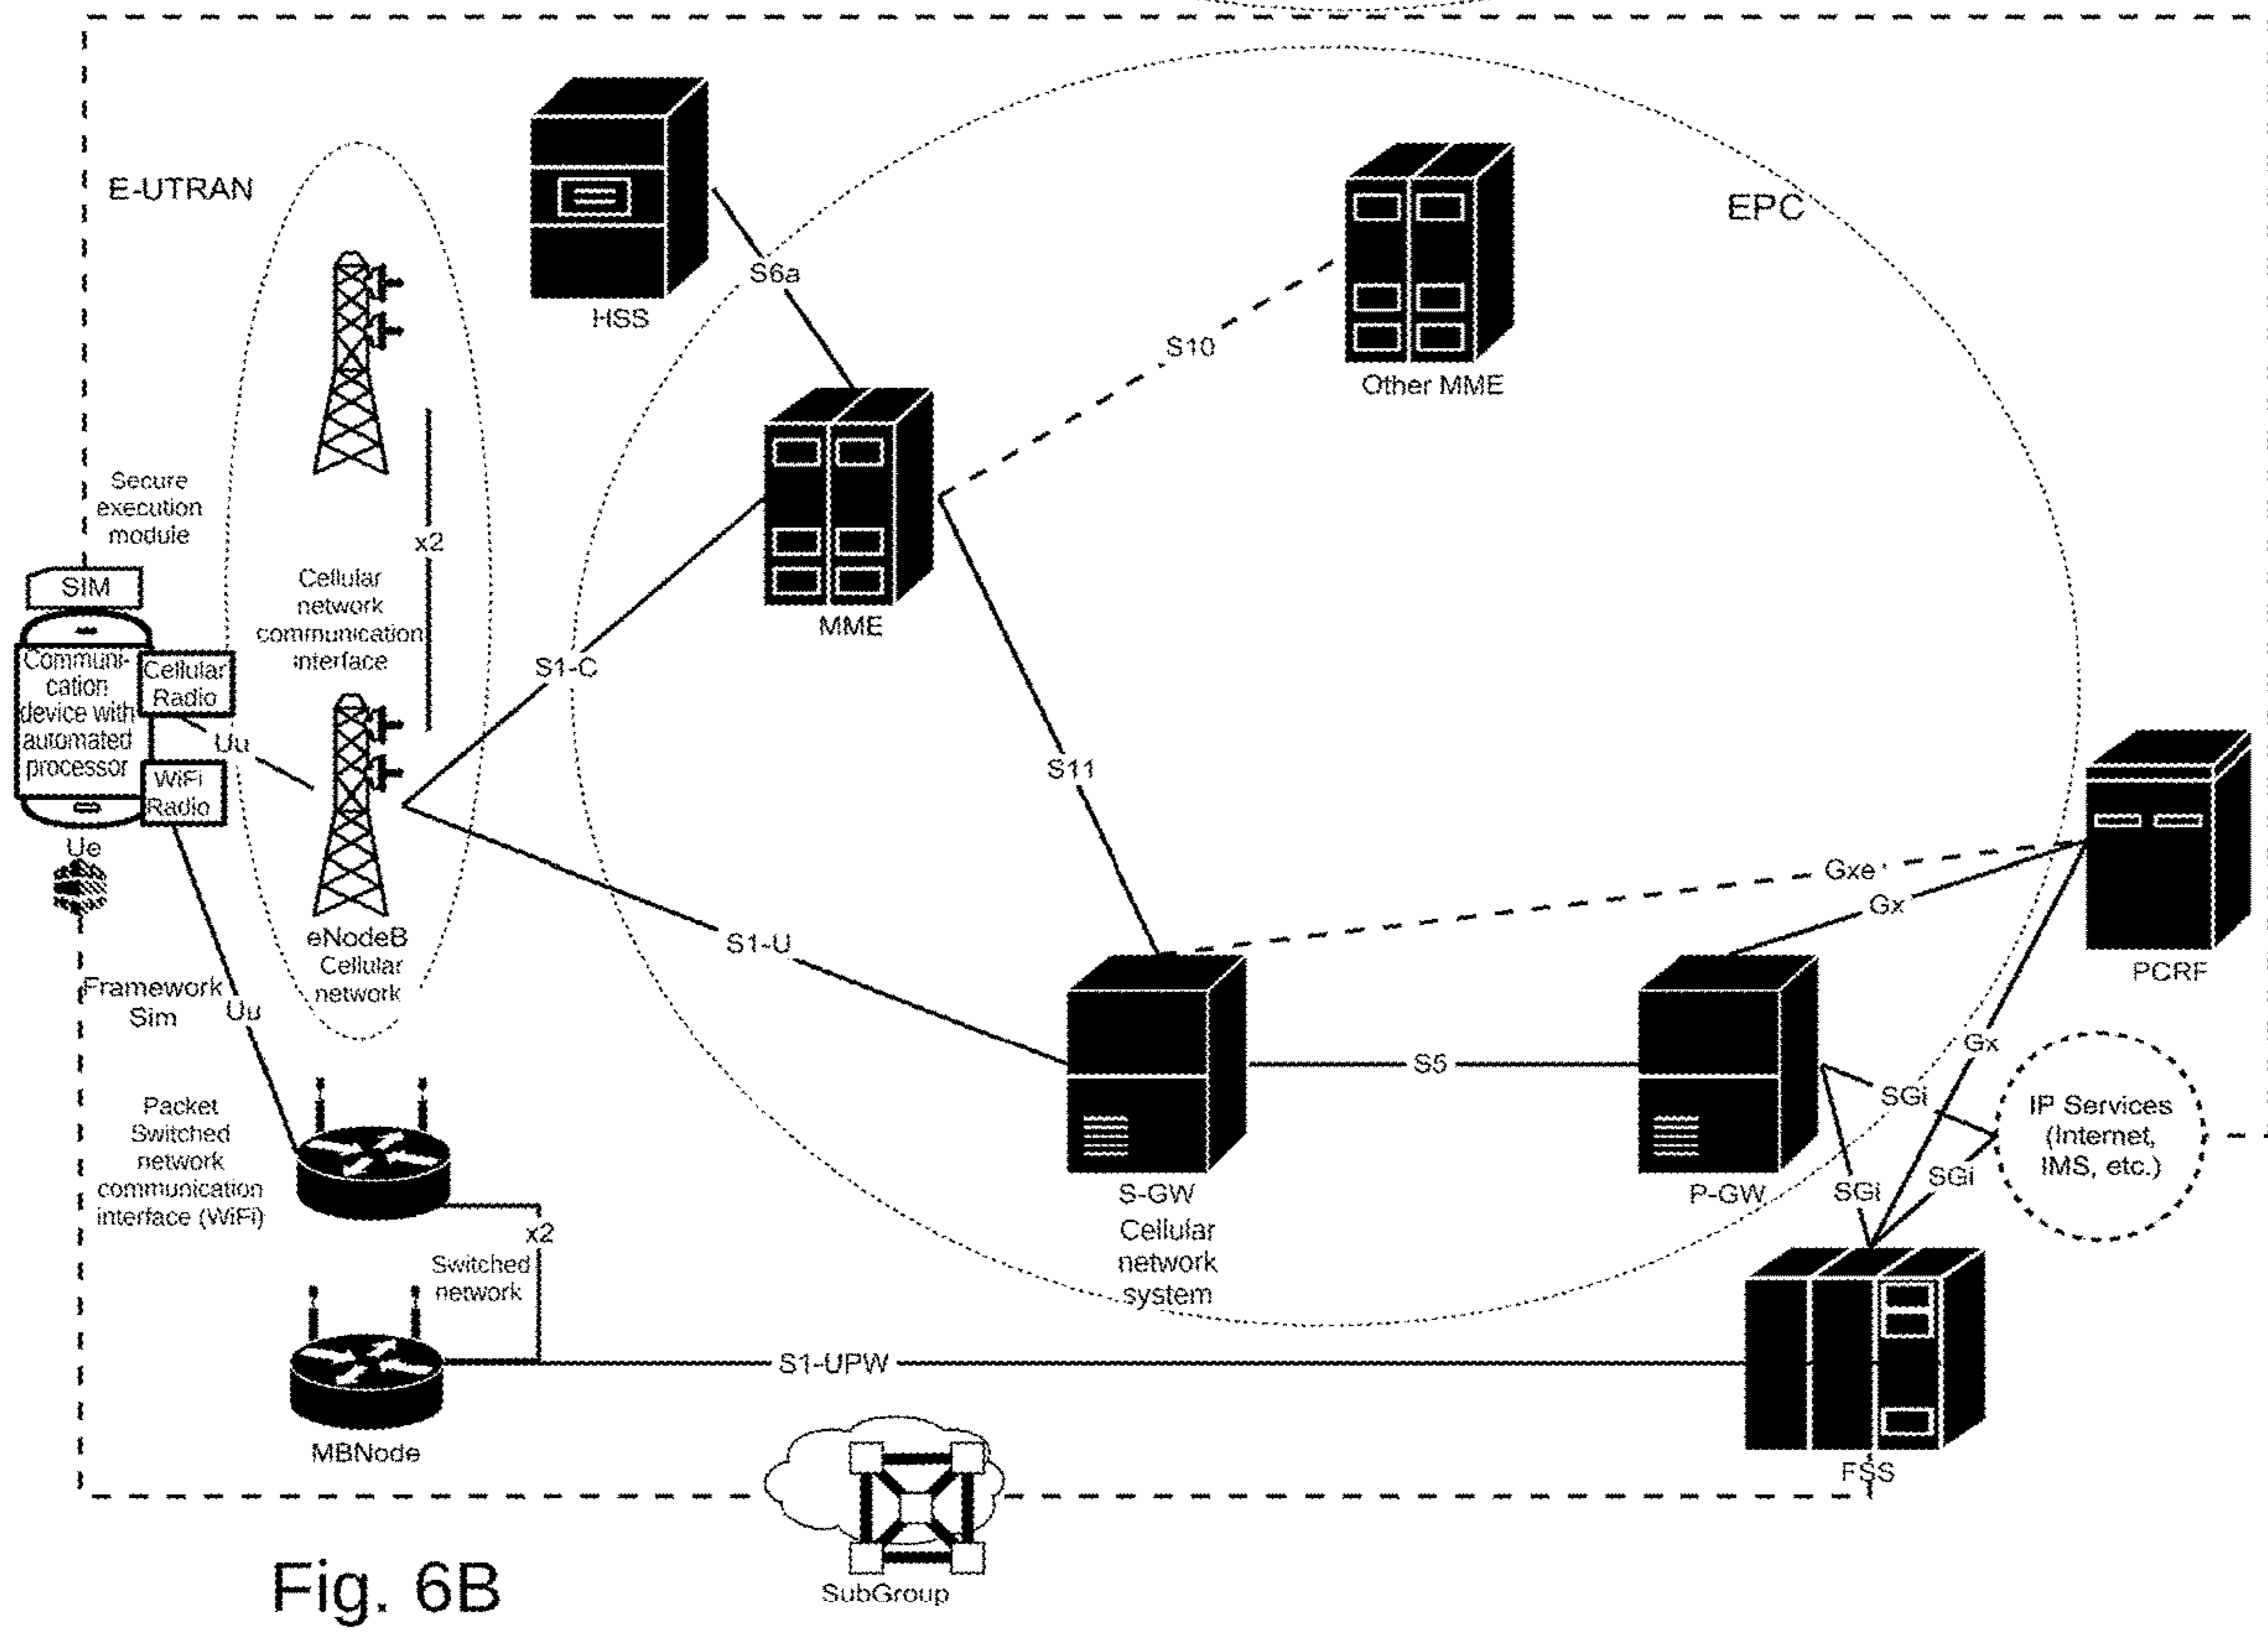 E-UTRAN
HSS
S6a
S10
Other MME
EPC
Secure
execution
module
SIM
Communi-
cation
device with
automated
processor
Cellular
Radio
WiFi
Radio
Uu
Ue
x2
Cellular
network
communication
interface
MME
S1-C
S11
eNodeB
Cellular
network
S1-U
Framework
Sim
Uu
Gxe
Gx
PCRF
Gx
S5
SGi
SGi
SGi
IP Services
(Internet,
IMS, etc.)
Packet
Switched
network
communication
interface (WiFi)
x2
Switched
network
S-GW
Cellular
network
system
P-GW
S1-UPW
MBNode
FSS
SubGroup
Fig. 6B